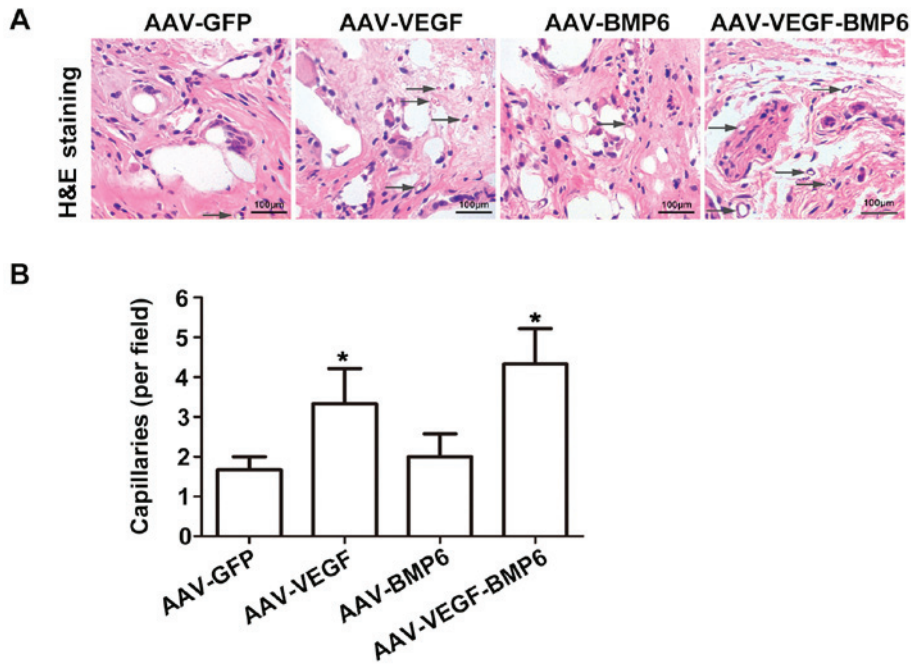 A
AAV-GFP AAV-VEGF AAV-BMP6 AAV-VEGF-BMP6
H&E staining
100µm 100µm 100µm 100µm
B
Capillaries (per field)
6
5
4
3
2
1
0
* *
AAV-GFP AAV-VEGF AAV-BMP6 AAV-VEGF-BMP6